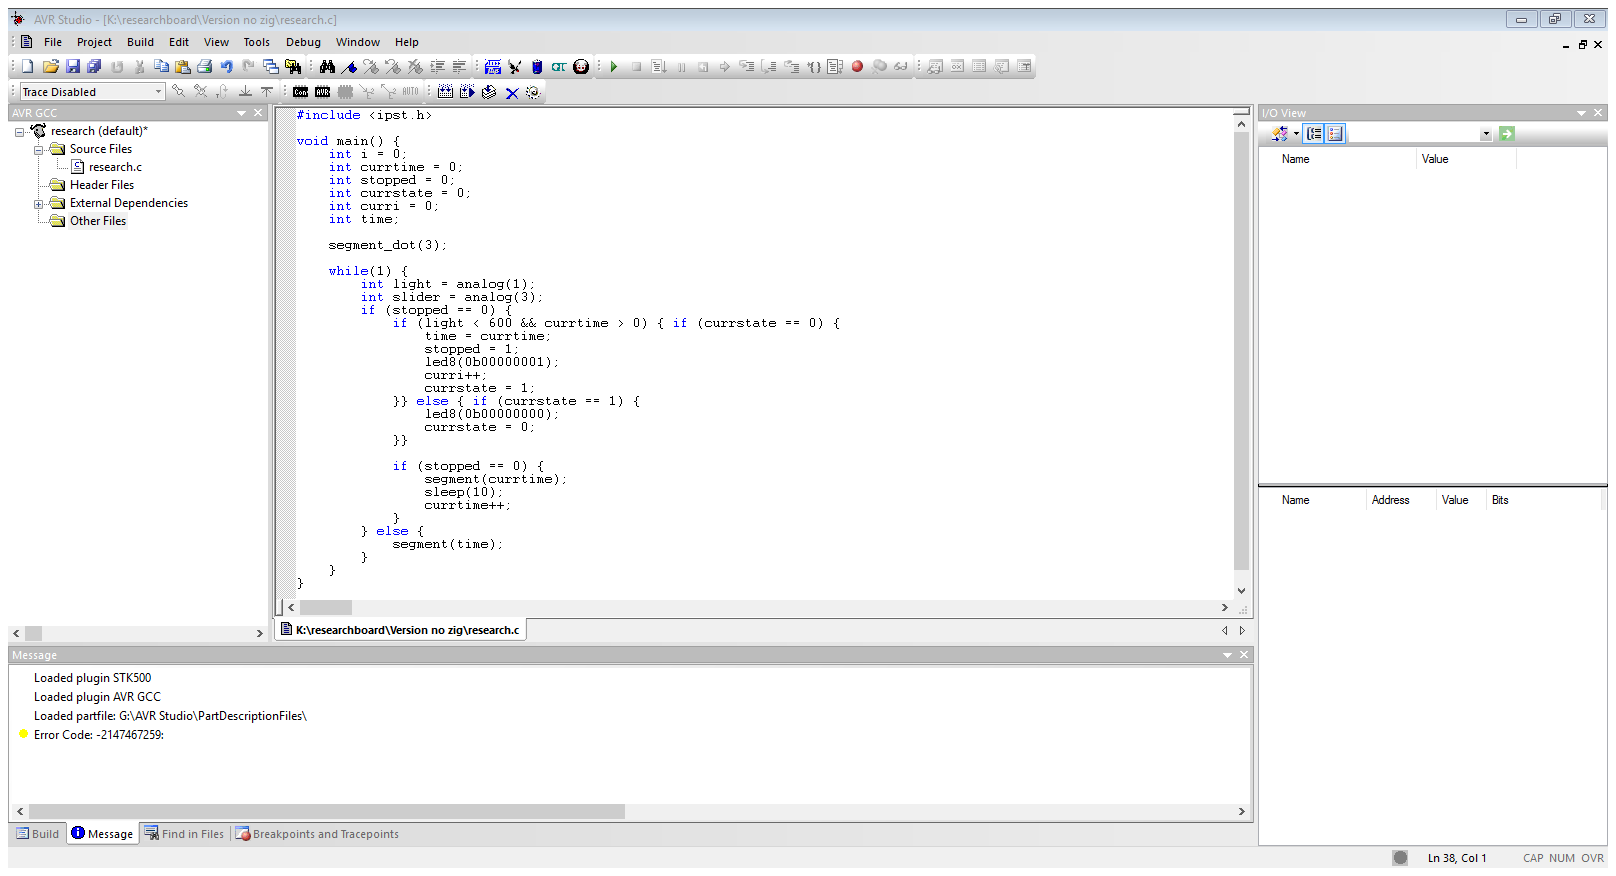 AVR Studio - [K:\researchboard\Version no zig\research.c]
File Project Build Edit View Tools Debug Window Help
Trace Disabled
Con AVR AUTO
AVR GCC
research (default)*
Source Files
research.c
Header Files
External Dependencies
Other Files
#include <ipst.h>
void main() {
    int i = 0;
    int currtime = 0;
    int stopped = 0;
    int currstate = 0;
    int curri = 0;
    int time;
    segment_dot(3);
    while(1) {
        int light = analog(1);
        int slider = analog(3);
        if (stopped == 0) {
            if (light < 600 && currtime > 0) { if (currstate == 0) {
                time = currtime;
                stopped = 1;
                led8(0b00000001);
                curri++;
                currstate = 1;
            }} else { if (currstate == 1) {
                led8(0b00000000);
                currstate = 0;
            }}
            if (stopped == 0) {
                segment(currtime);
                sleep(10);
                currtime++;
            }
        } else {
            segment(time);
        }
    }
}
K:\researchboard\Version no zig\research.c
I/O View
Name Value
Name Address Value Bits
Message
Loaded plugin STK500
Loaded plugin AVR GCC
Loaded partfile: G:\AVR Studio\PartDescriptionFiles\
Error Code: -2147467259:
Build Message Find in Files Breakpoints and Tracepoints
Ln 38, Col 1 CAP NUM OVR